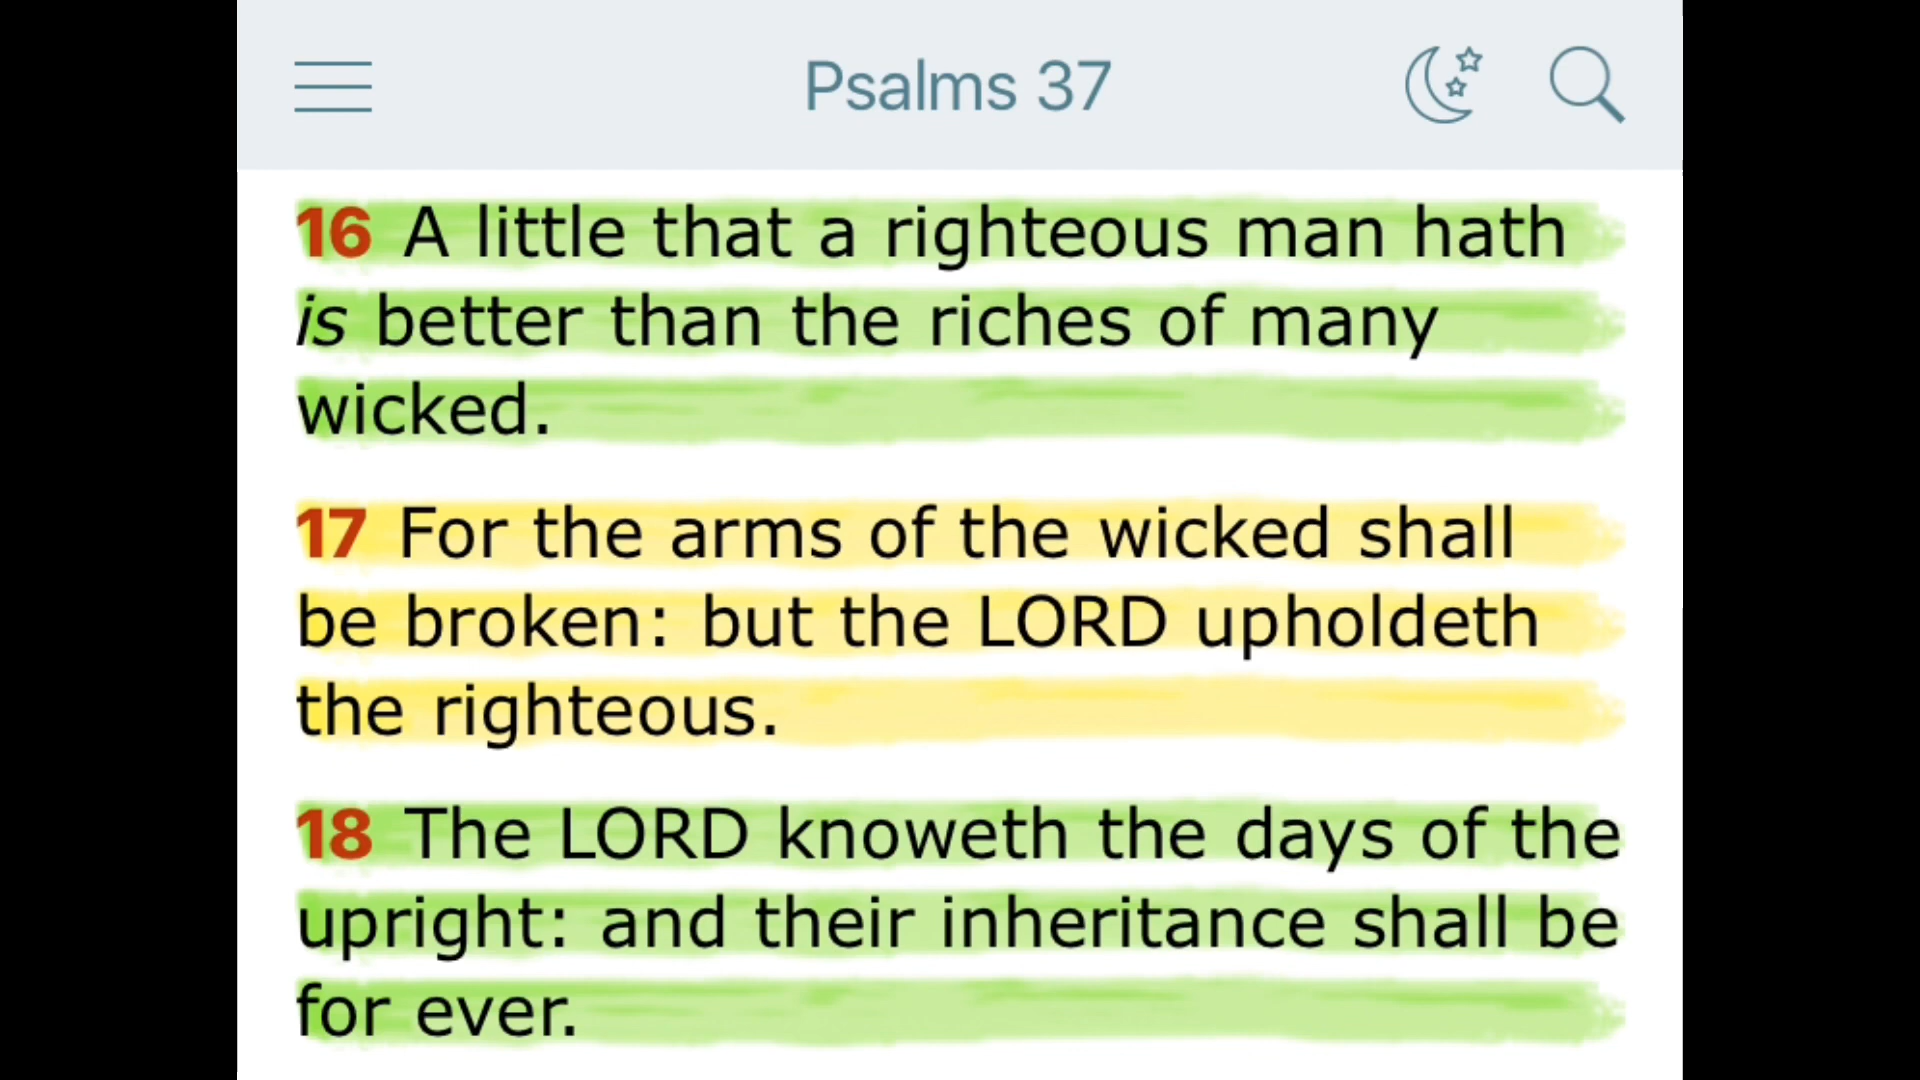 Psalms 37
16 A little that a righteous man hath
is better than the riches of many
wicked.
17 For the arms of the wicked shall
be broken: but the LORD upholdeth
the righteous.
18 The LORD knoweth the days of the
upright: and their inheritance shall be
for ever.